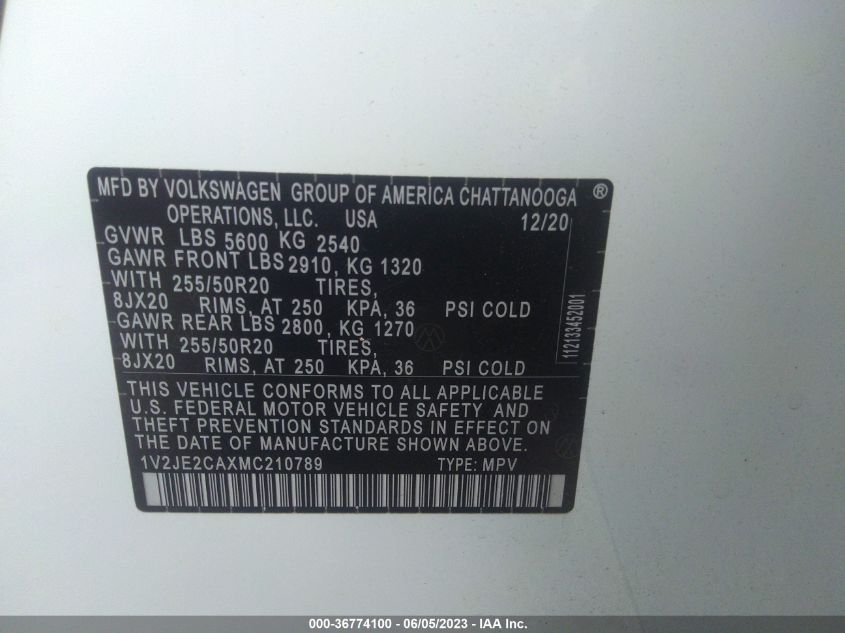 MFD BY VOLKSWAGEN GROUP OF AMERICA CHATTANOOGA ®
OPERATIONS, LLC. USA 12/20
GVWR LBS 5600 KG 2540
GAWR FRONT LBS 2910, KG 1320
WITH 255/50R20 TIRES,
8JX20 RIMS, AT 250 KPA, 36 PSI COLD
GAWR REAR LBS 2800, KG 1270
WITH 255/50R20 TIRES,
8JX20 RIMS, AT 250 KPA, 36 PSI COLD
112133452001
THIS VEHICLE CONFORMS TO ALL APPLICABLE
U.S. FEDERAL MOTOR VEHICLE SAFETY AND
THEFT PREVENTION STANDARDS IN EFFECT ON
THE DATE OF MANUFACTURE SHOWN ABOVE.
1V2JE2CAXMC210789 TYPE: MPV
000-36774100 - 06/05/2023 - IAA Inc.